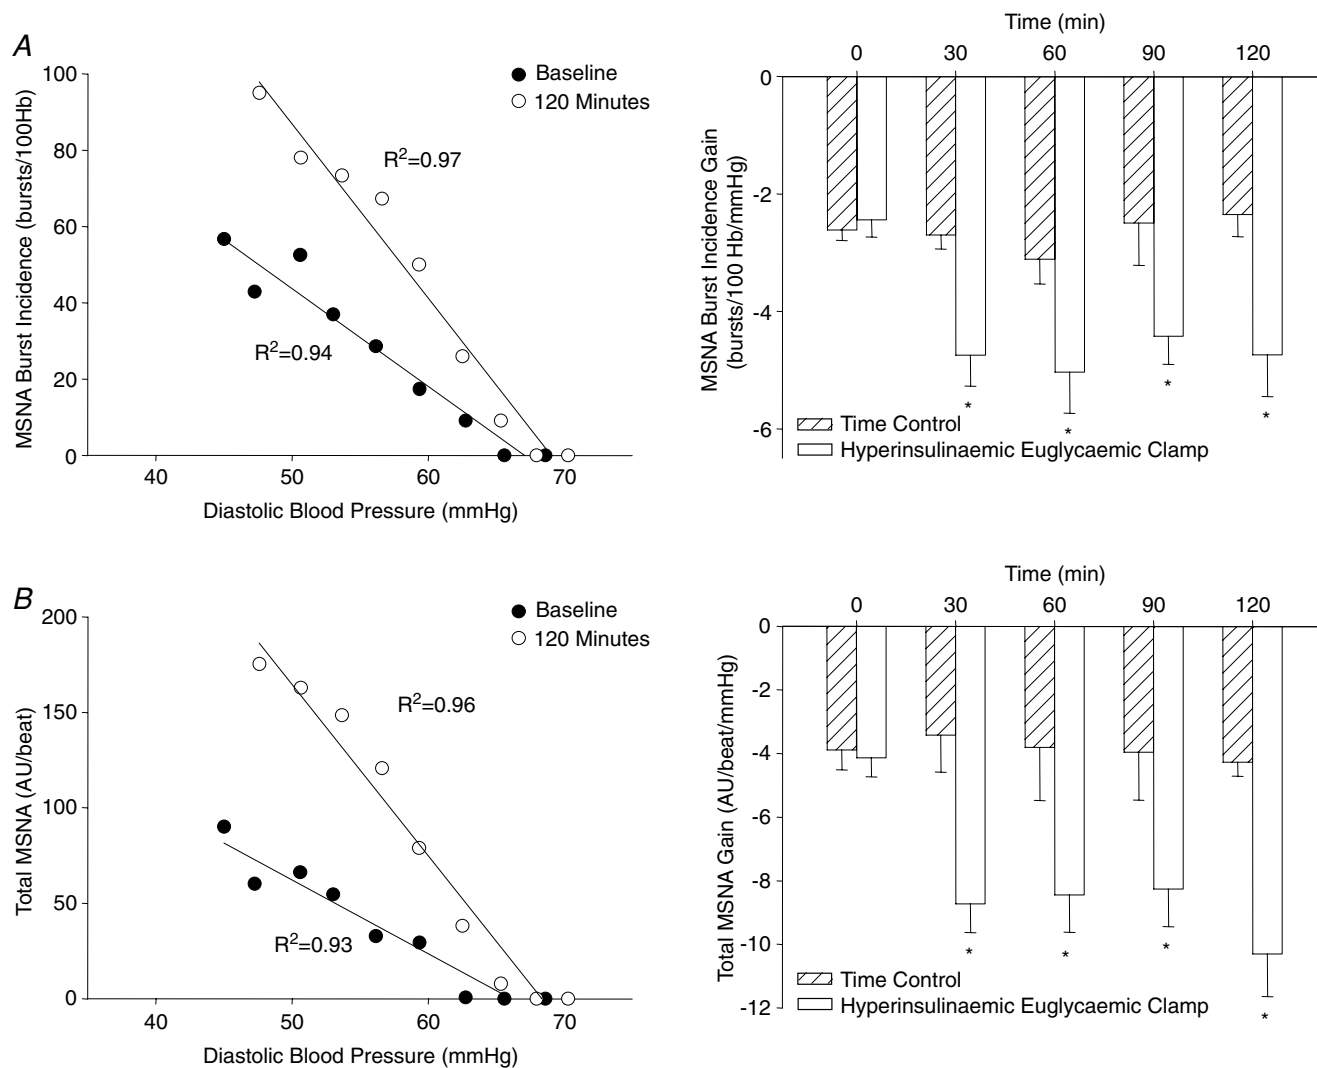 A
100
80
60
40
20
0
MSNA Burst Incidence (bursts/100Hb)
Baseline
120 Minutes
R²=0.97
R²=0.94
40 50 60 70
Diastolic Blood Pressure (mmHg)
Time (min)
0 30 60 90 120
0
-2
-4
-6
MSNA Burst Incidence Gain
(bursts/100 Hb/mmHg)
* * * *
Time Control
Hyperinsulinaemic Euglycaemic Clamp
B
200
150
100
50
0
Total MSNA (AU/beat)
Baseline
120 Minutes
R²=0.96
R²=0.93
40 50 60 70
Diastolic Blood Pressure (mmHg)
Time (min)
0 30 60 90 120
0
-2
-4
-6
-8
-10
-12
Total MSNA Gain (AU/beat/mmHg)
* * * *
Time Control
Hyperinsulinaemic Euglycaemic Clamp